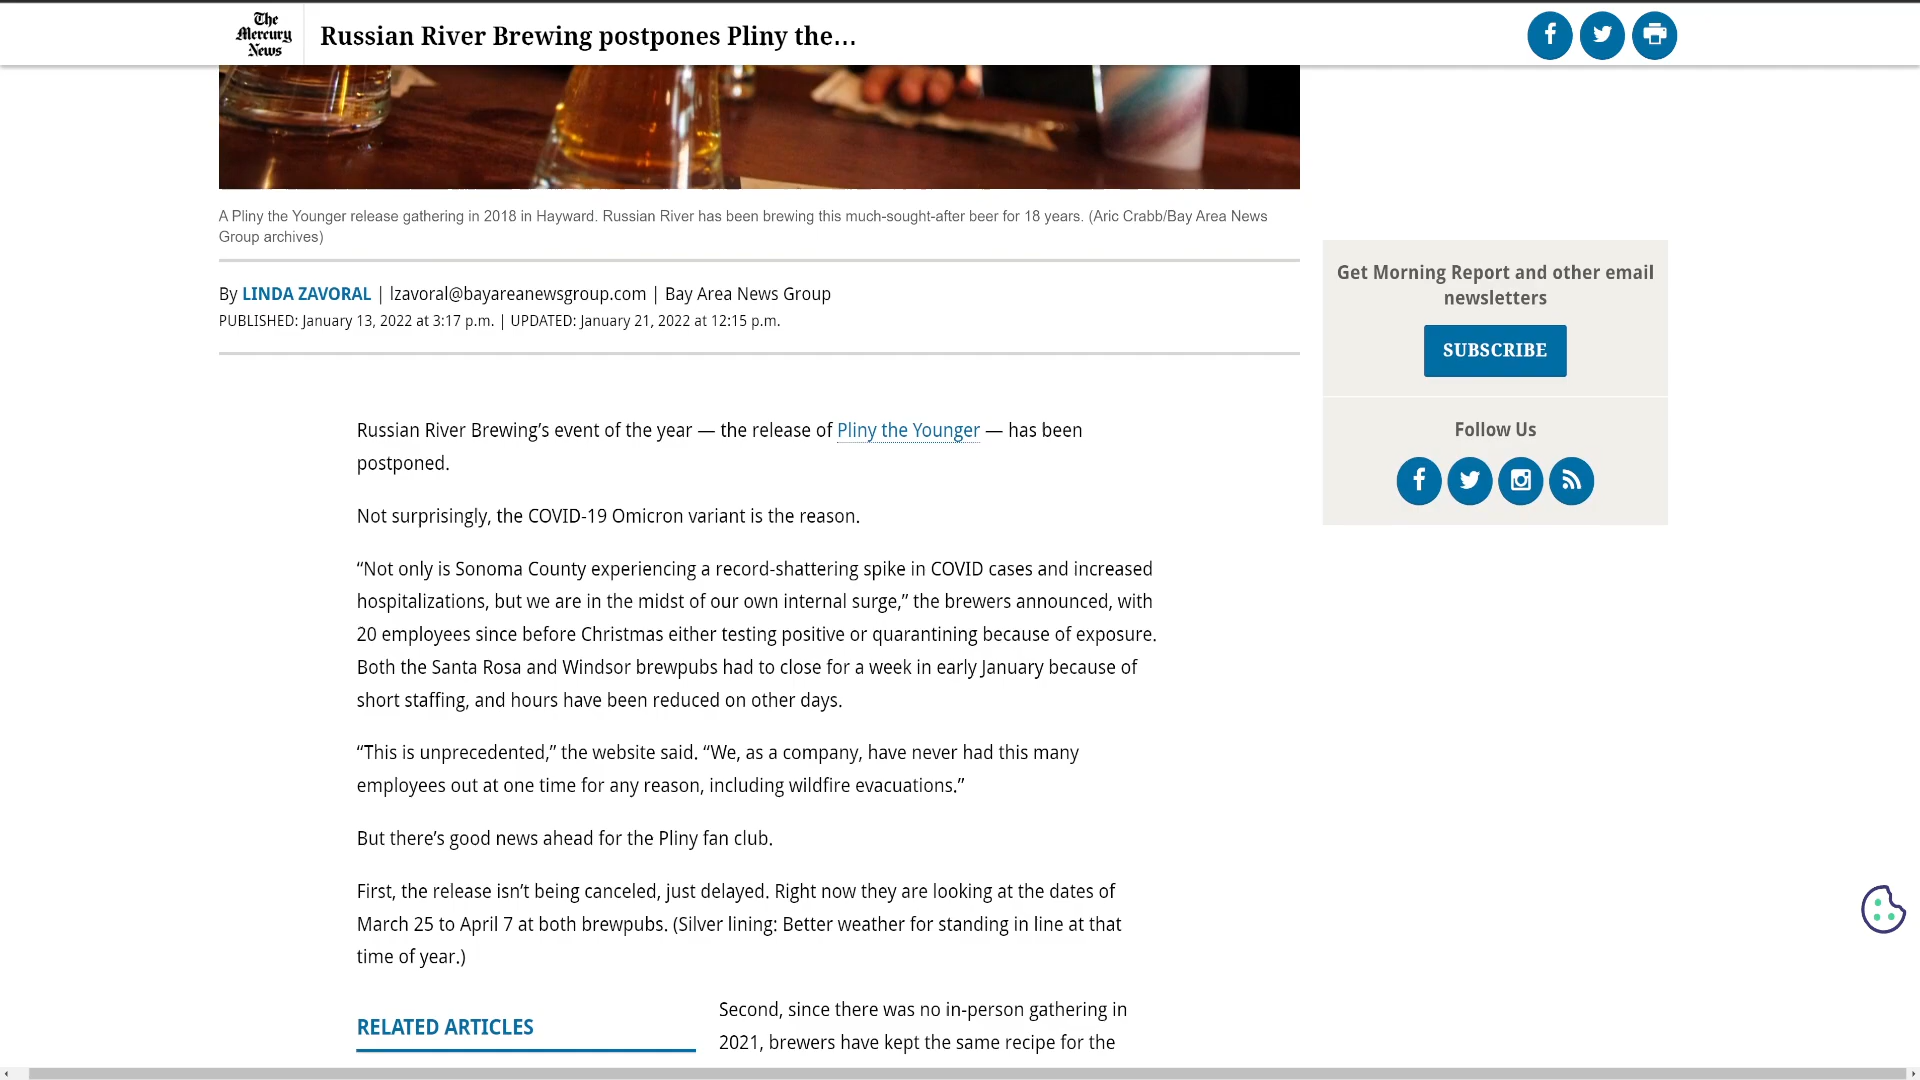 The
Mercury
News
Russian River Brewing postpones Pliny the...
A Pliny the Younger release gathering in 2018 in Hayward. Russian River has been brewing this much-sought-after beer for 18 years. (Aric Crabb/Bay Area News
Group archives)
By LINDA ZAVORAL | lzavoral@bayareanewsgroup.com | Bay Area News Group
PUBLISHED: January 13, 2022 at 3:17 p.m. | UPDATED: January 21, 2022 at 12:15 p.m.
Get Morning Report and other email
newsletters
SUBSCRIBE
Follow Us
Russian River Brewing’s event of the year — the release of Pliny the Younger — has been
postponed.
Not surprisingly, the COVID-19 Omicron variant is the reason.
“Not only is Sonoma County experiencing a record-shattering spike in COVID cases and increased
hospitalizations, but we are in the midst of our own internal surge,” the brewers announced, with
20 employees since before Christmas either testing positive or quarantining because of exposure.
Both the Santa Rosa and Windsor brewpubs had to close for a week in early January because of
short staffing, and hours have been reduced on other days.
“This is unprecedented,” the website said. “We, as a company, have never had this many
employees out at one time for any reason, including wildfire evacuations.”
But there’s good news ahead for the Pliny fan club.
First, the release isn’t being canceled, just delayed. Right now they are looking at the dates of
March 25 to April 7 at both brewpubs. (Silver lining: Better weather for standing in line at that
time of year.)
RELATED ARTICLES
Second, since there was no in-person gathering in
2021, brewers have kept the same recipe for the